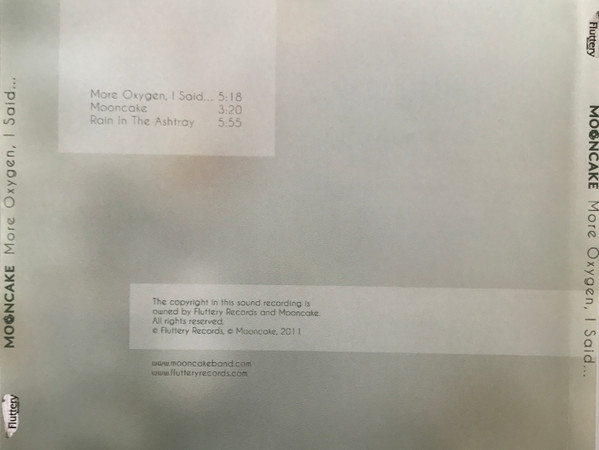 More Oxygen, I Said... 5:18
Mooncake 3:20
Rain In The Ashtray 5:55
The copyright in this sound recording is
owned by Fluttery Records and Mooncake.
All rights reserved.
© Fluttery Records, © Mooncake, 2011
www.mooncakeband.com
www.flutteryrecords.com
MOONCAKE More Oxygen, I Said...
Fluttery
Fluttery
MOONCAKE More Oxygen, I Said...